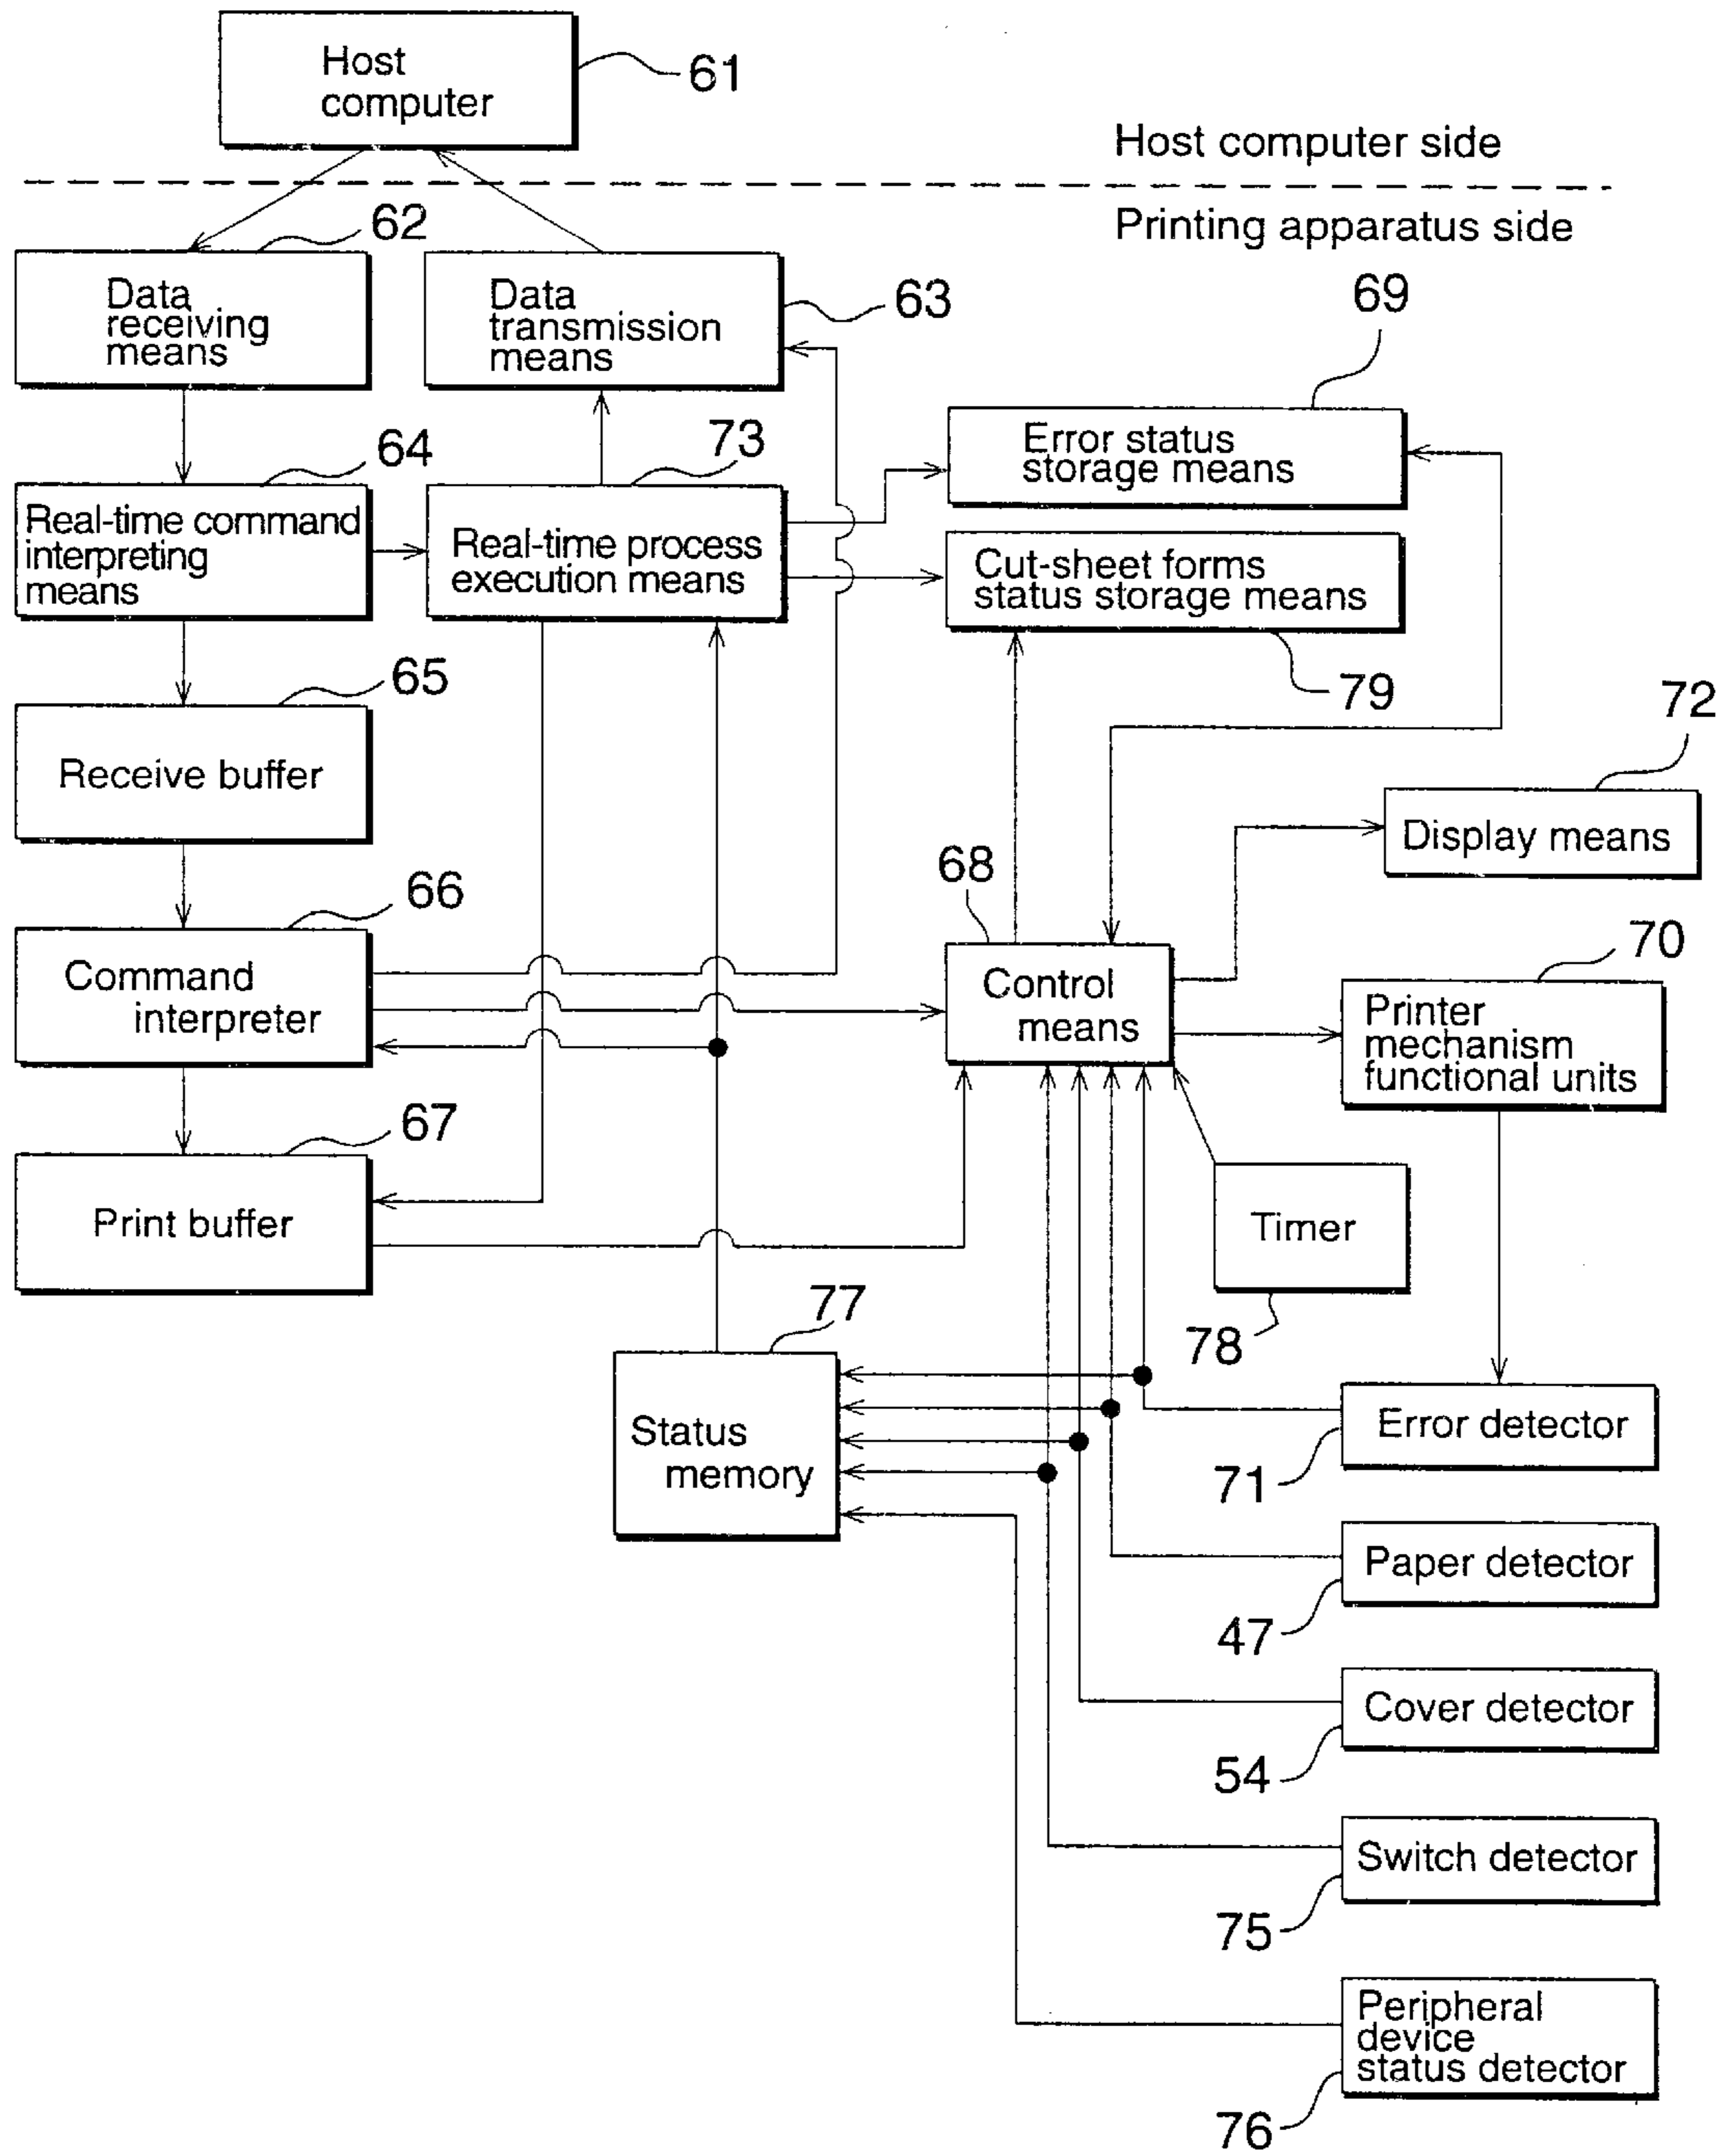 Host
computer
61
Host computer side
Printing apparatus side
62
Data
receiving
means
Data
transmission
means
63
69
Error status
storage means
64
73
Real-time command
interpreting
means
Real-time process
execution means
Cut-sheet forms
status storage means
79
65
Receive buffer
72
Display means
66
Command
interpreter
68
Control
means
70
Printer
mechanism
functional units
67
Print buffer
Timer
78
77
Status
memory
Error detector
71
Paper detector
47
Cover detector
54
Switch detector
75
Peripheral
device
status detector
76